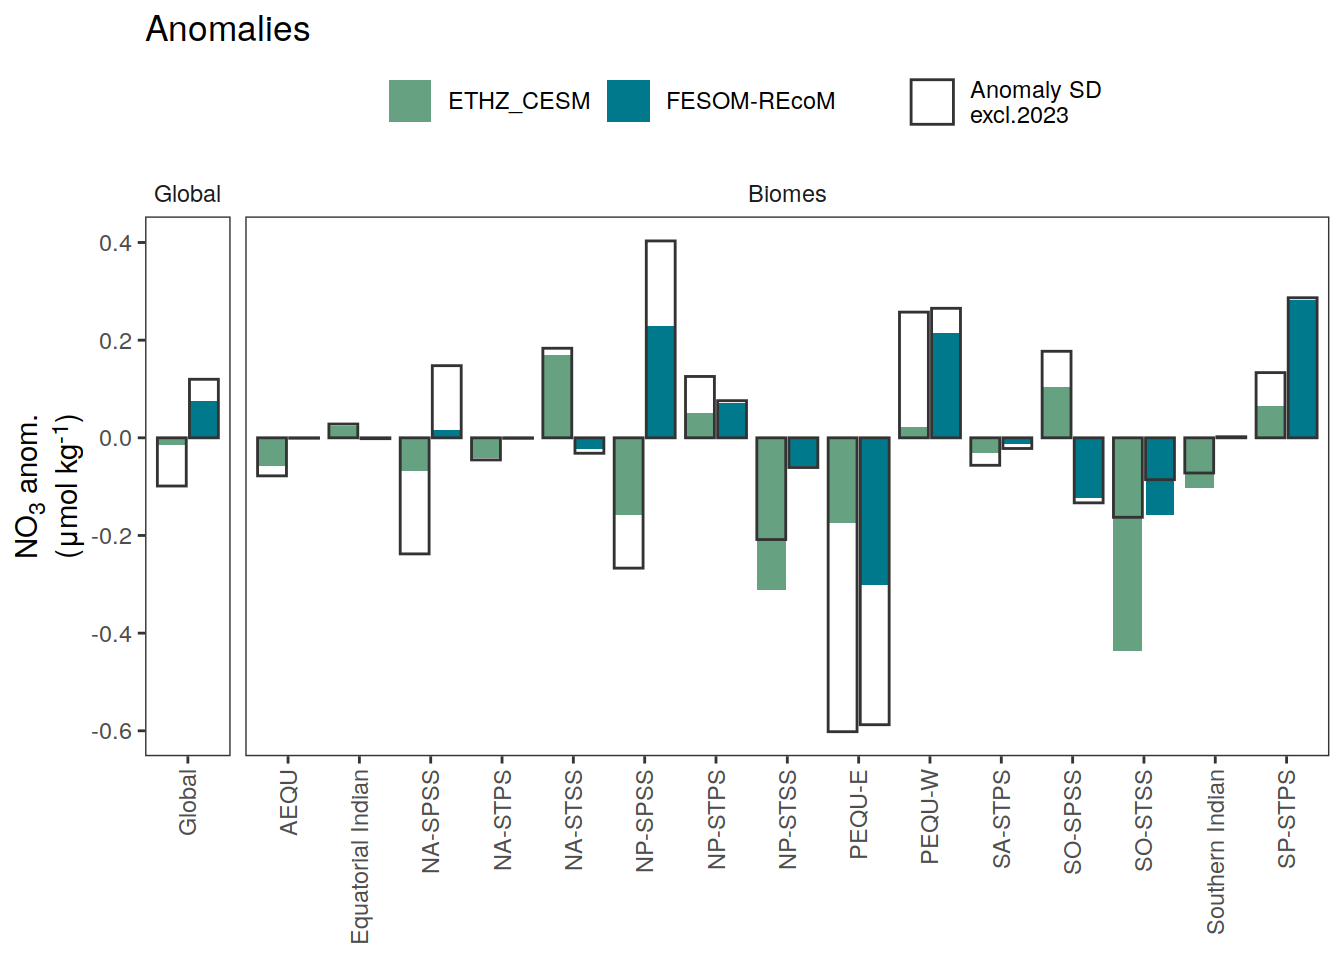 Anomalies
ETHZ_CESM
FESOM-REcoM
Anomaly SD
excl.2023
Global
Biomes
NO3 anom.
(µmol kg-1)
0.4
0.2
0.0
-0.2
-0.4
-0.6
Global
AEQU
Equatorial Indian
NA-SPSS
NA-STPS
NA-STSS
NP-SPSS
NP-STPS
NP-STSS
PEQU-E
PEQU-W
SA-STPS
SO-SPSS
SO-STSS
Southern Indian
SP-STPS